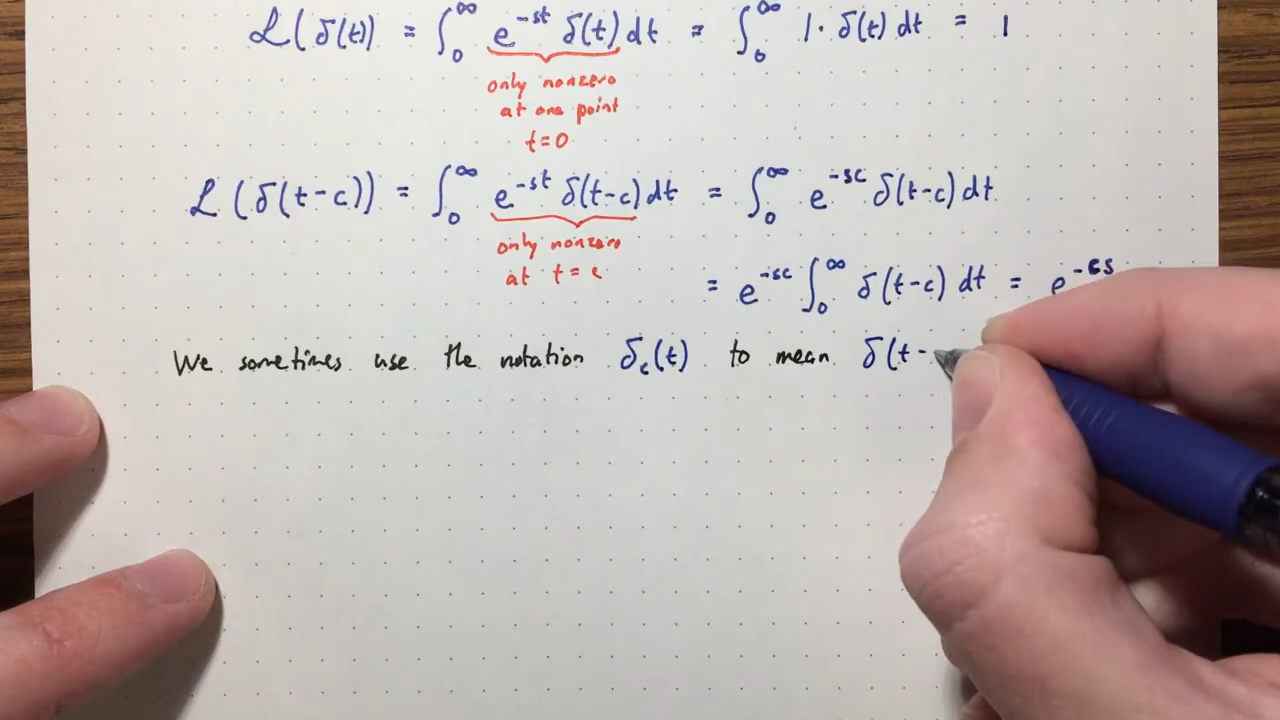 ℒ(δ(t)) = ∫₀^∞ e^{-st} δ(t) dt = ∫₀^∞ 1· δ(t) dt = 1
only nonzero
at one point
t=0
ℒ(δ(t-c)) = ∫₀^∞ e^{-st} δ(t-c) dt = ∫₀^∞ e^{-sc} δ(t-c) dt
only nonzero
at t = c
= e^{-sc} ∫₀^∞ δ(t-c) dt = e^{-cs}
We sometimes use the notation δ_c(t) to mean δ(t-